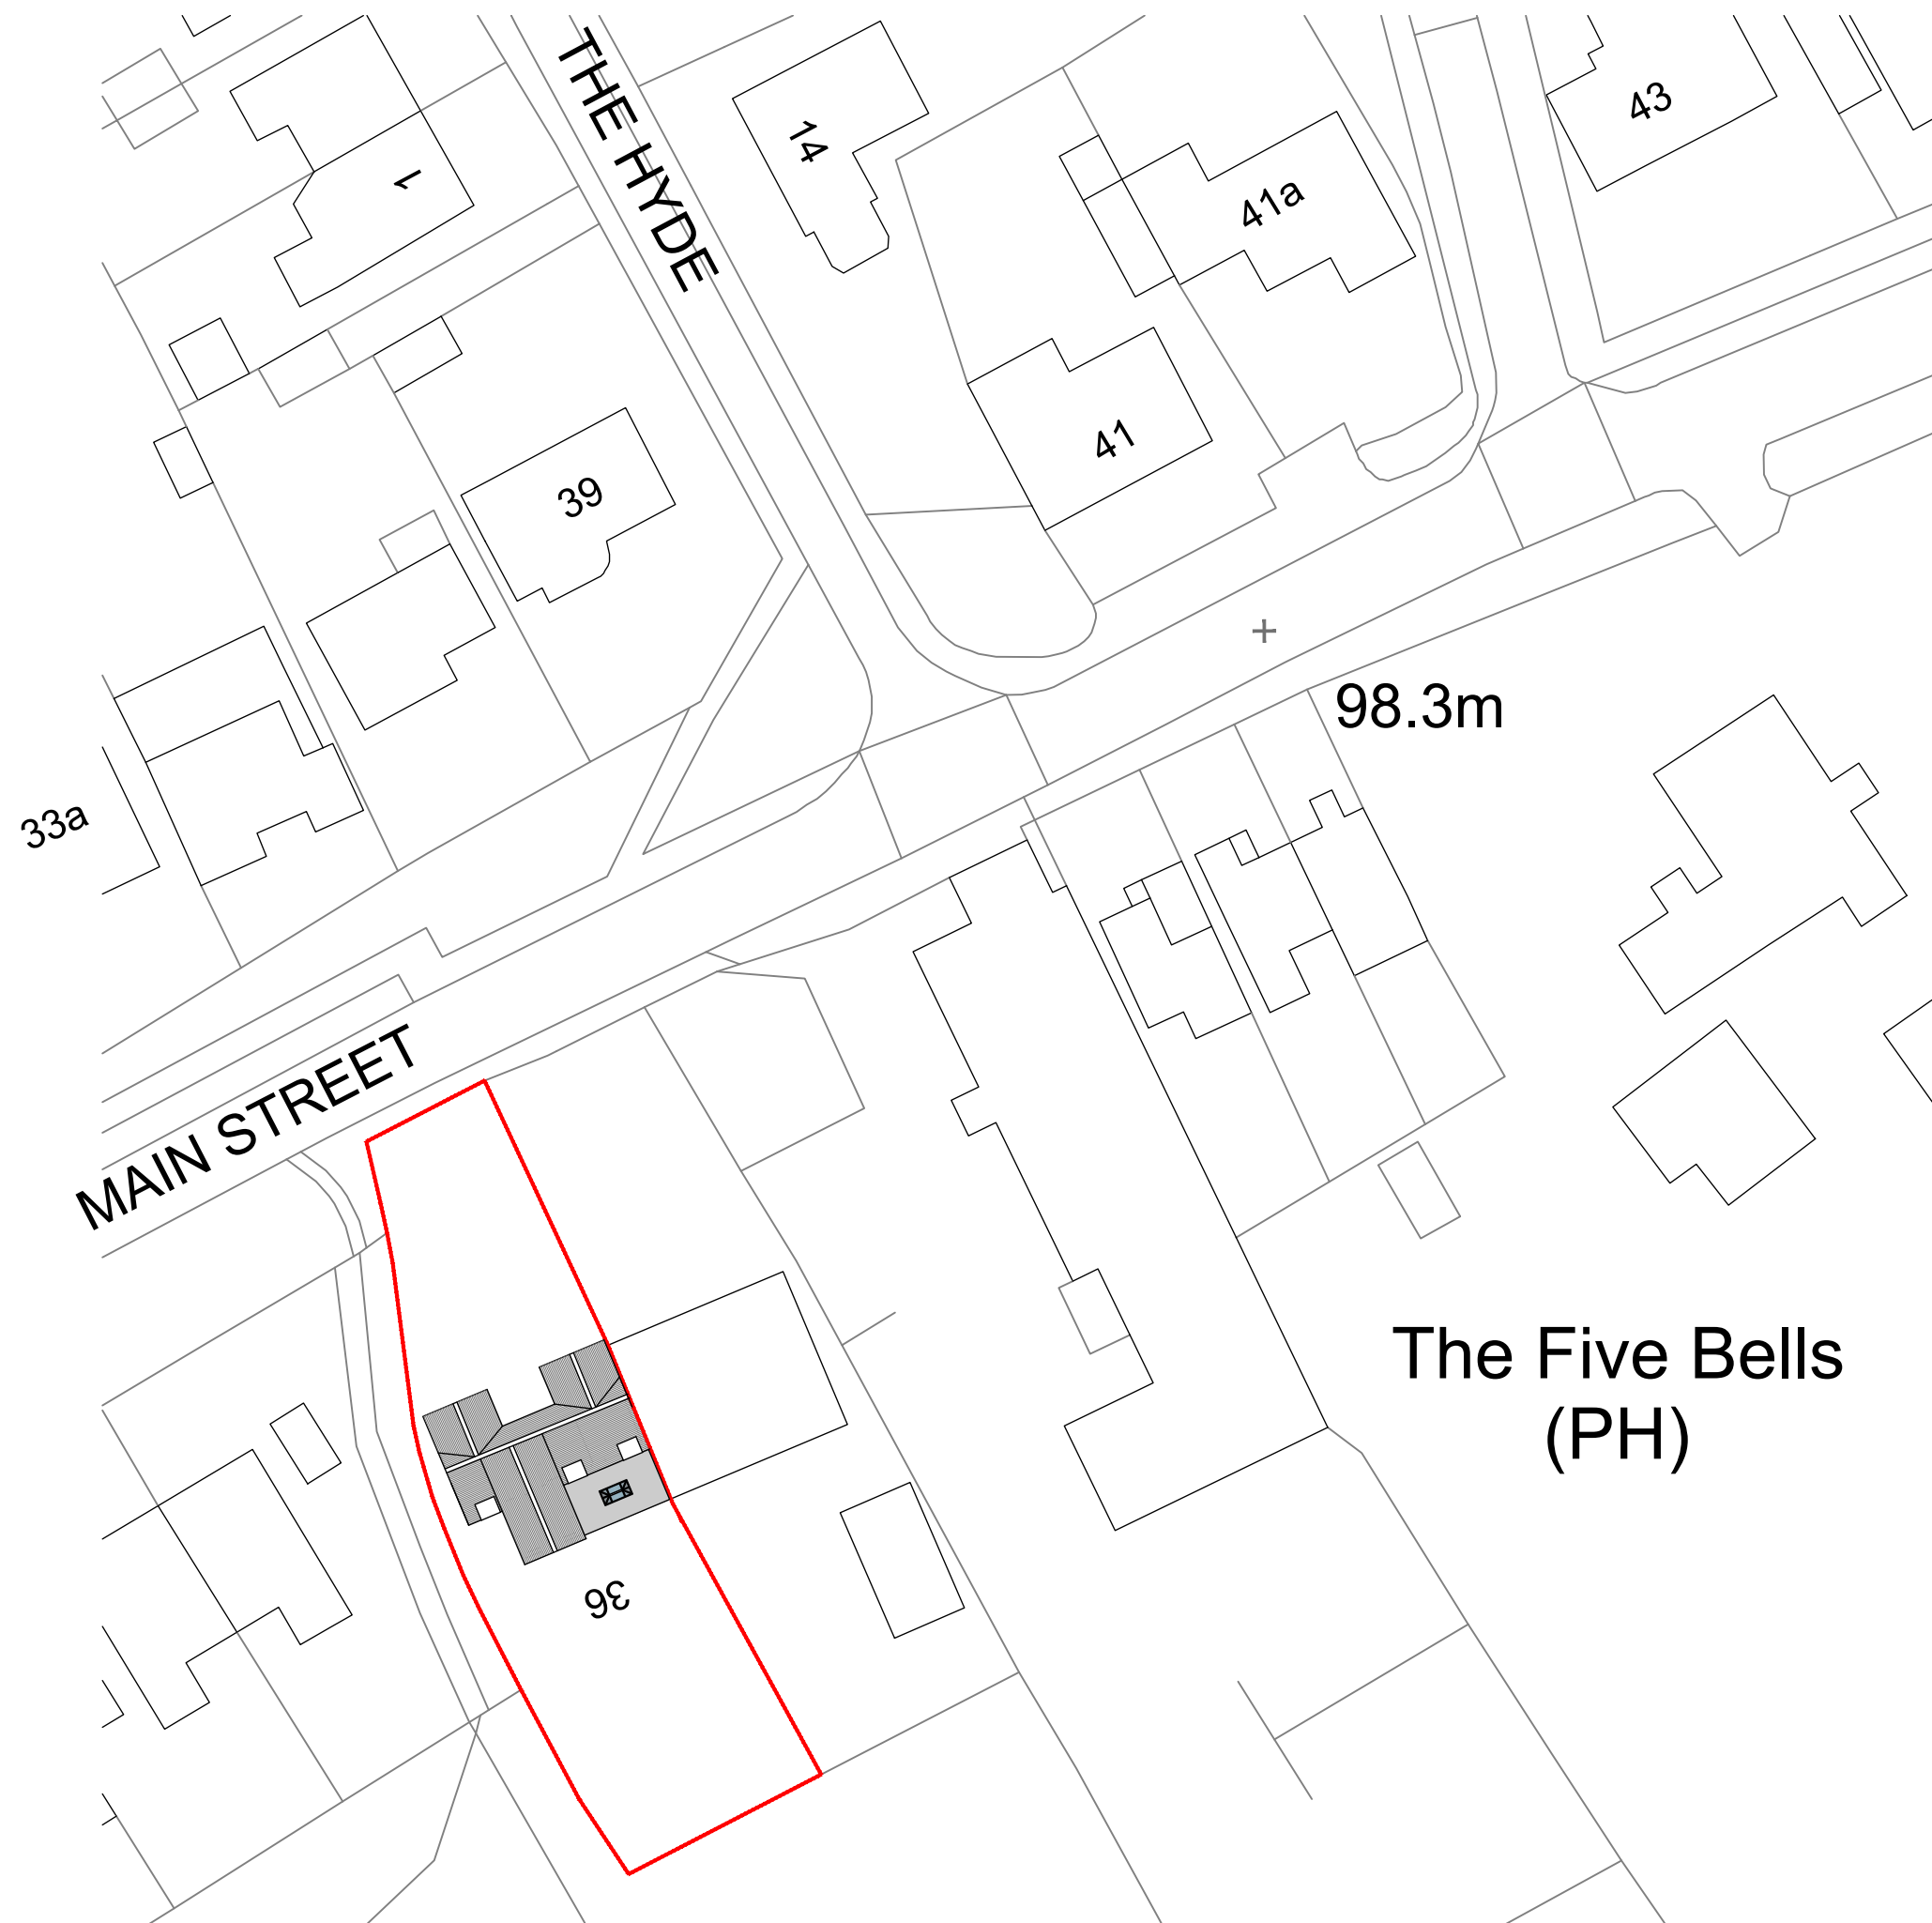 THE HYDE
43
14
1
41a
41
39
98.3m
33a
MAIN STREET
The Five Bells
(PH)
36